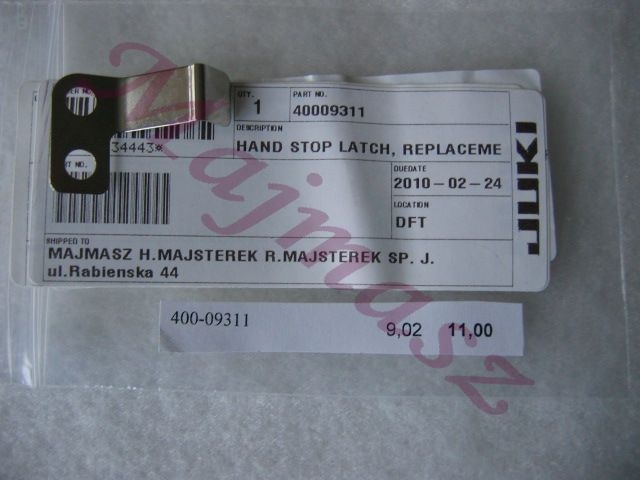 QTY.
1
PART NO.
40009311
DESCRIPTION
HAND STOP LATCH, REPLACEME
34443*
DUEDATE
2010-02-24
LOCATION
DFT
JUKI
SHIPPED TO
MAJMASZ H.MAJSTEREK R.MAJSTEREK SP. J.
ul.Rabienska 44
400-09311 9,02 11,00
Majmasz